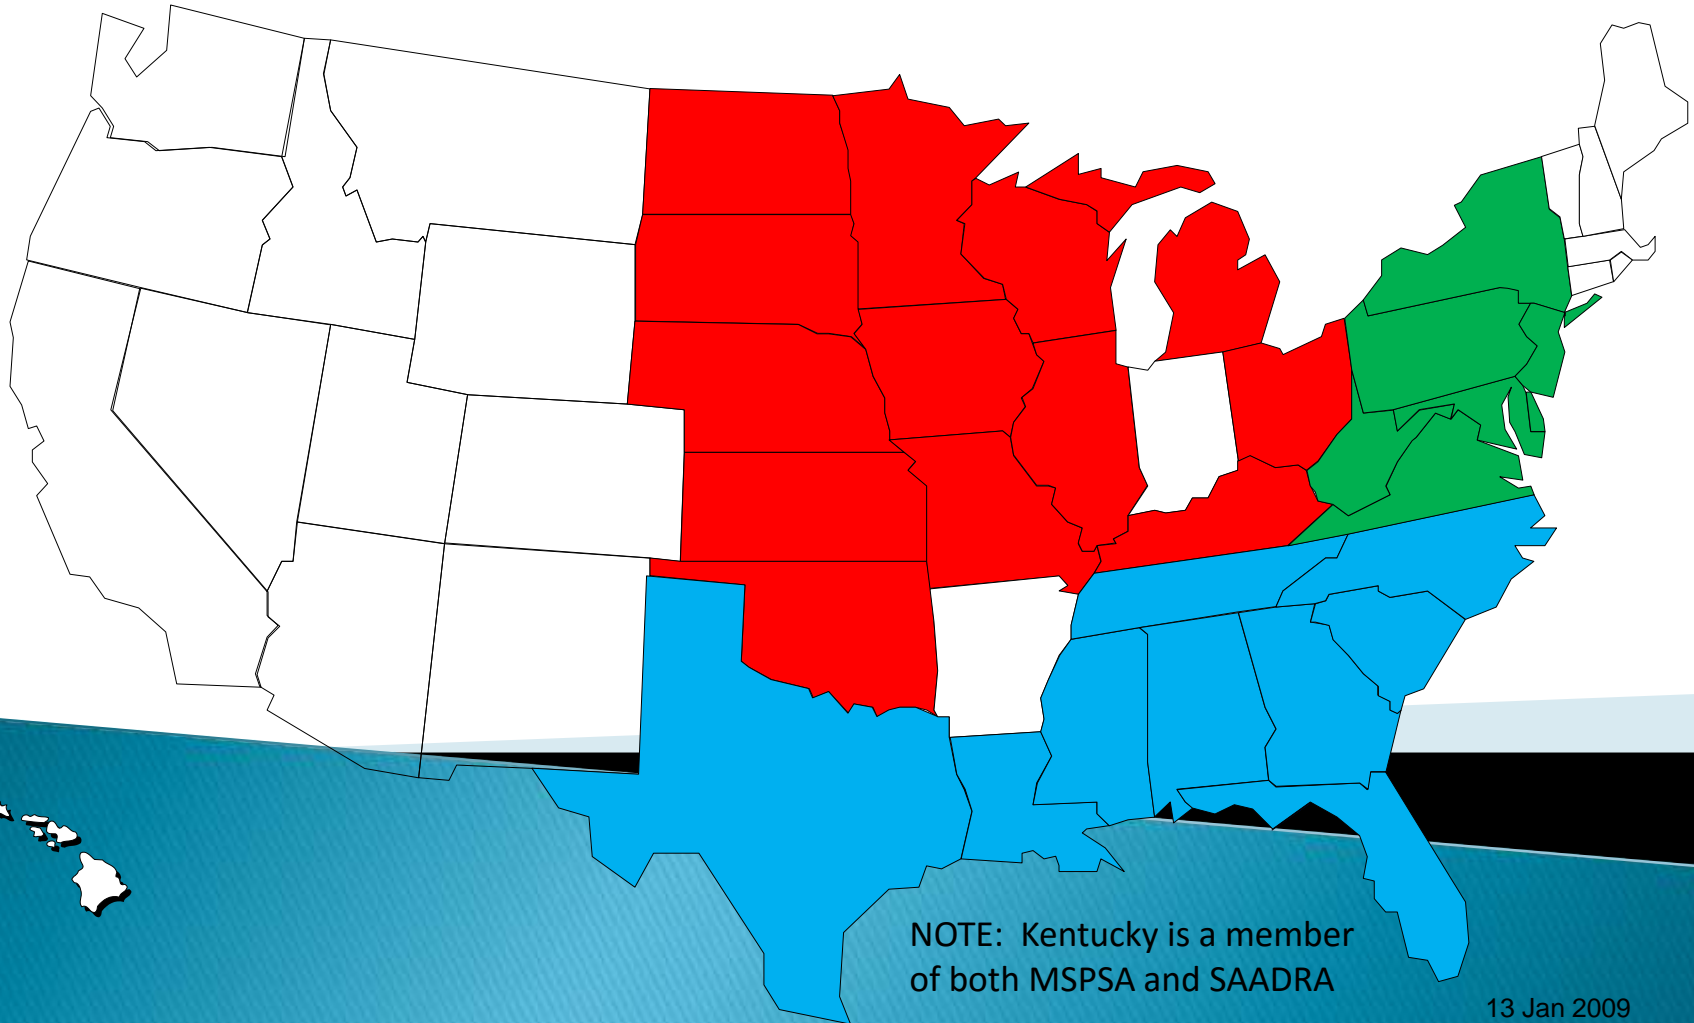 NOTE:  Kentucky is a member
of both MSPSA and SAADRA
13 Jan 2009